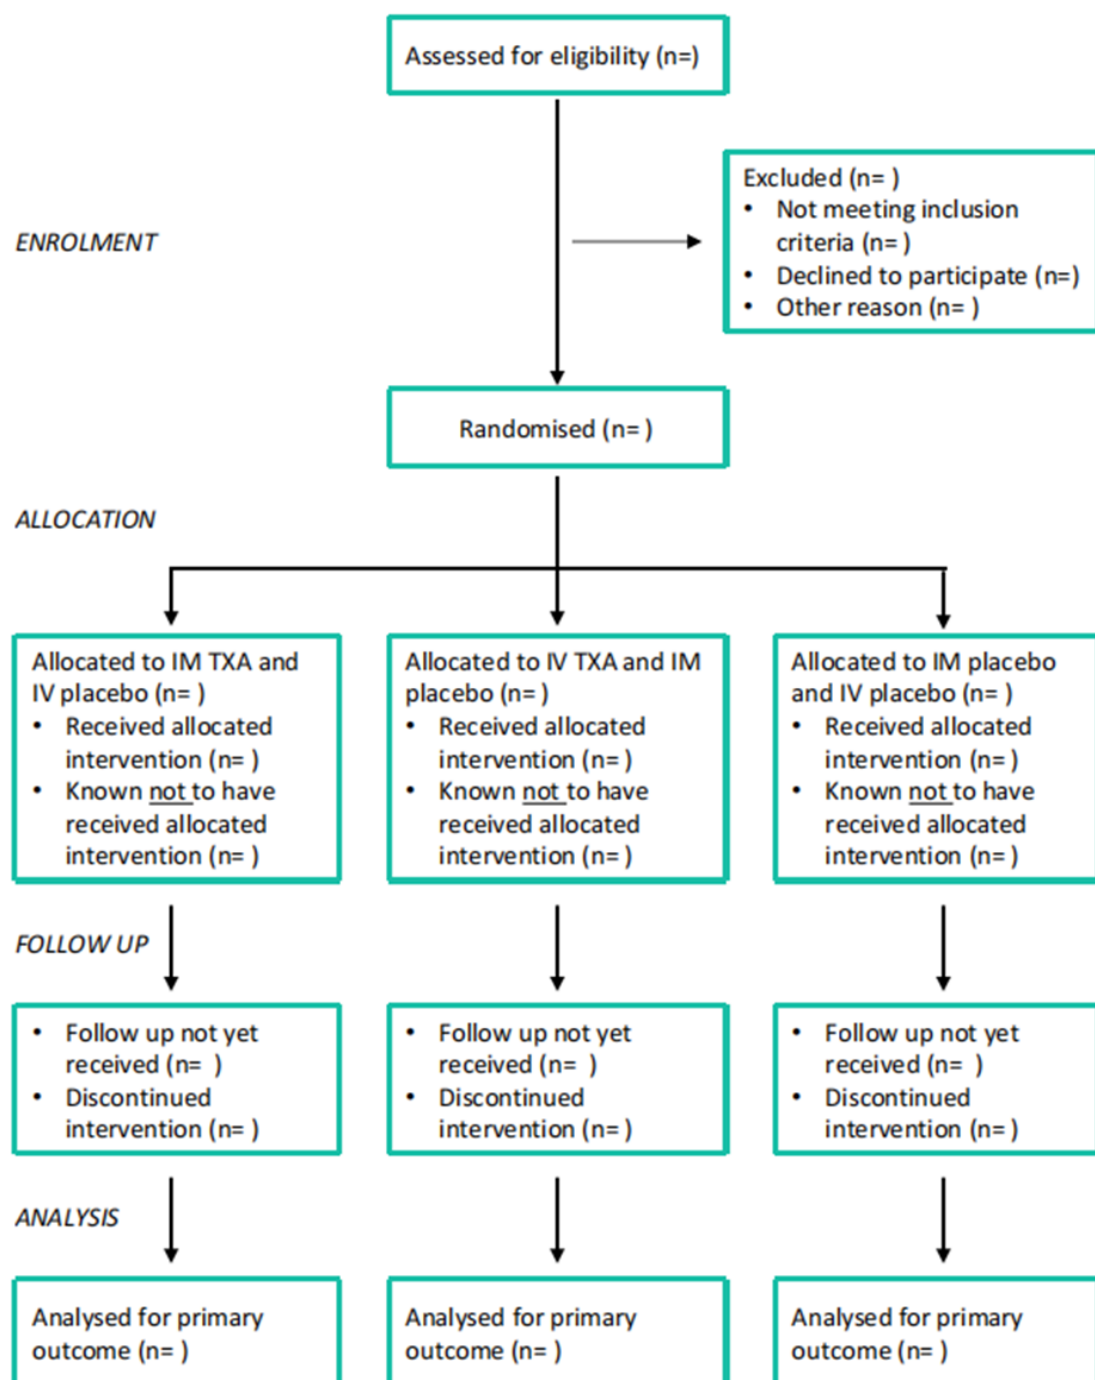 Assessed for eligibility (n=)
Excluded (n= )
• Not meeting inclusion
criteria (n= )
• Declined to participate (n=)
• Other reason (n= )
ENROLMENT
Randomised (n= )
ALLOCATION
Allocated to IM TXA and
IV placebo (n= )
• Received allocated
intervention (n= )
• Known not to have
received allocated
intervention (n= )
Allocated to IV TXA and IM
placebo (n= )
• Received allocated
intervention (n= )
• Known not to have
received allocated
intervention (n= )
Allocated to IM placebo
and IV placebo (n= )
• Received allocated
intervention (n= )
• Known not to have
received allocated
intervention (n= )
FOLLOW UP
• Follow up not yet
received (n=  )
• Discontinued
intervention (n= )
• Follow up not yet
received (n=  )
• Discontinued
intervention (n= )
• Follow up not yet
received (n=  )
• Discontinued
intervention (n= )
ANALYSIS
Analysed for primary
outcome (n= )
Analysed for primary
outcome (n= )
Analysed for primary
outcome (n= )